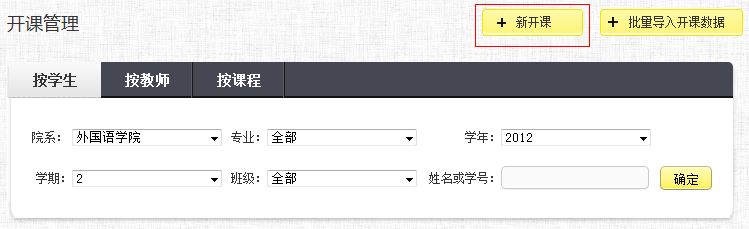 开课管理 + 新开课 + 批量导入开课数据
按学生 按教师 按课程
院系： 外国语学院 专业： 全部 学年： 2012
学期： 2 班级： 全部 姓名或学号： 确定